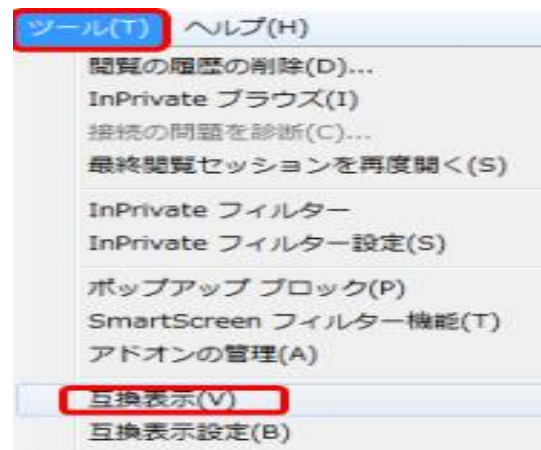 ツール(T) ヘルプ(H)
閲覧の履歴の削除(D)...
InPrivate ブラウズ(I)
接続の問題を診断(C)...
最終閲覧セッションを再度開く(S)
InPrivate フィルター
InPrivate フィルター設定(S)
ポップアップ ブロック(P)
SmartScreen フィルター機能(T)
アドオンの管理(A)
互換表示(V)
互換表示設定(B)